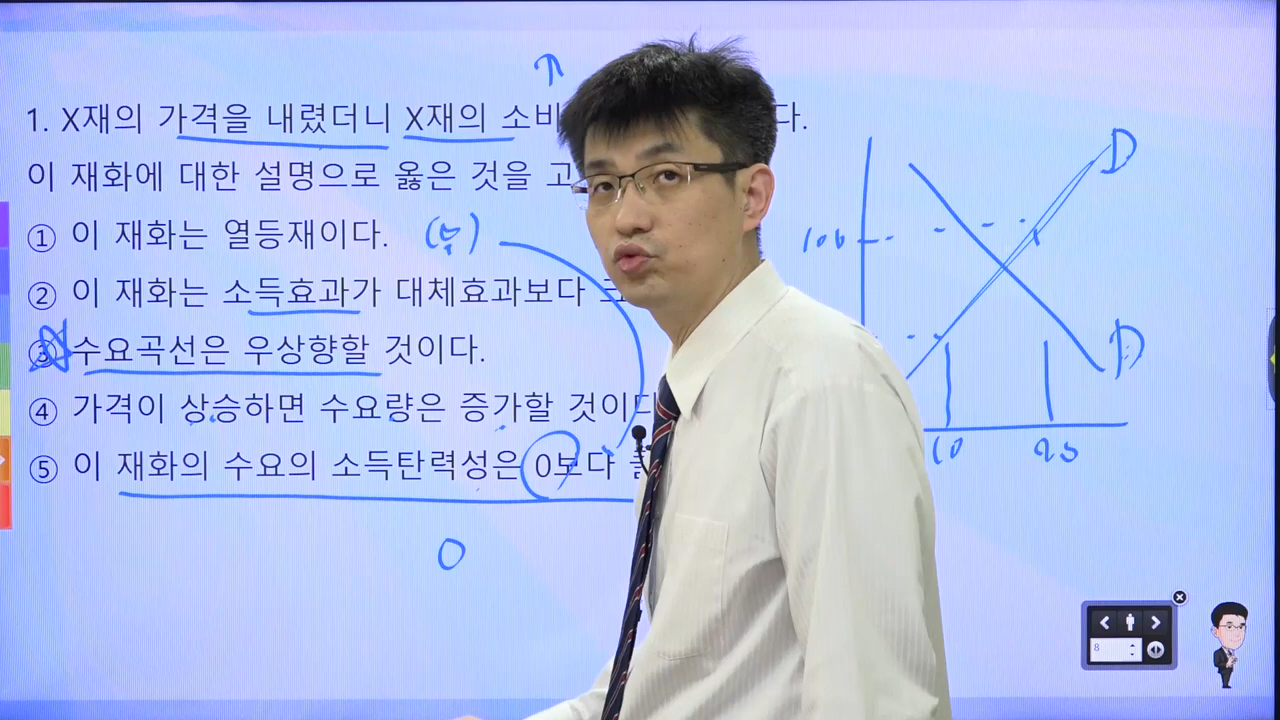 1. X재의 가격을 내렸더니 X재의 소비 다.
이 재화에 대한 설명으로 옳은 것을 고
① 이 재화는 열등재이다. (부)
② 이 재화는 소득효과가 대체효과보다
③ 수요곡선은 우상향할 것이다.
④ 가격이 상승하면 수요량은 증가할 것이다
⑤ 이 재화의 수요의 소득탄력성은 0보다
0
D
100
D
10 20
8